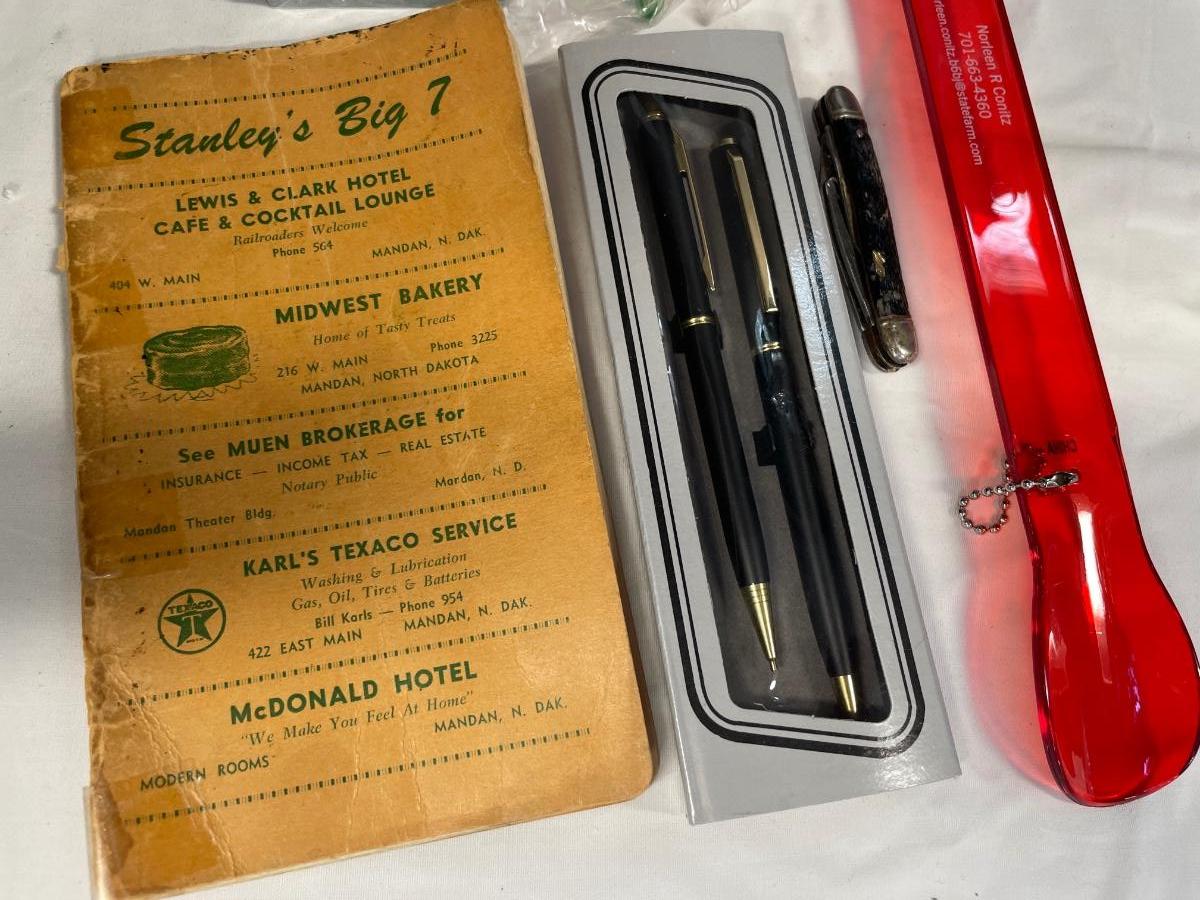 Stanley's Big 7
LEWIS & CLARK HOTEL
CAFE & COCKTAIL LOUNGE
Railroaders Welcome
Phone 564
404 W. MAIN MANDAN, N. DAK.
MIDWEST BAKERY
Home of Tasty Treats
216 W. MAIN Phone 3225
MANDAN, NORTH DAKOTA
See MUEN BROKERAGE for
INSURANCE — INCOME TAX — REAL ESTATE
Notary Public
Mandan Theater Bldg. Mandan, N. D.
KARL'S TEXACO SERVICE
Washing & Lubrication
Gas, Oil, Tires & Batteries
Bill Karls — Phone 954
422 EAST MAIN MANDAN, N. DAK.
TEXACO
T
McDONALD HOTEL
"We Make You Feel At Home"
MODERN ROOMS MANDAN, N. DAK.
Norleen R Conitz
701-663-4360
norleen.conitz.b6bj@statefarm.com